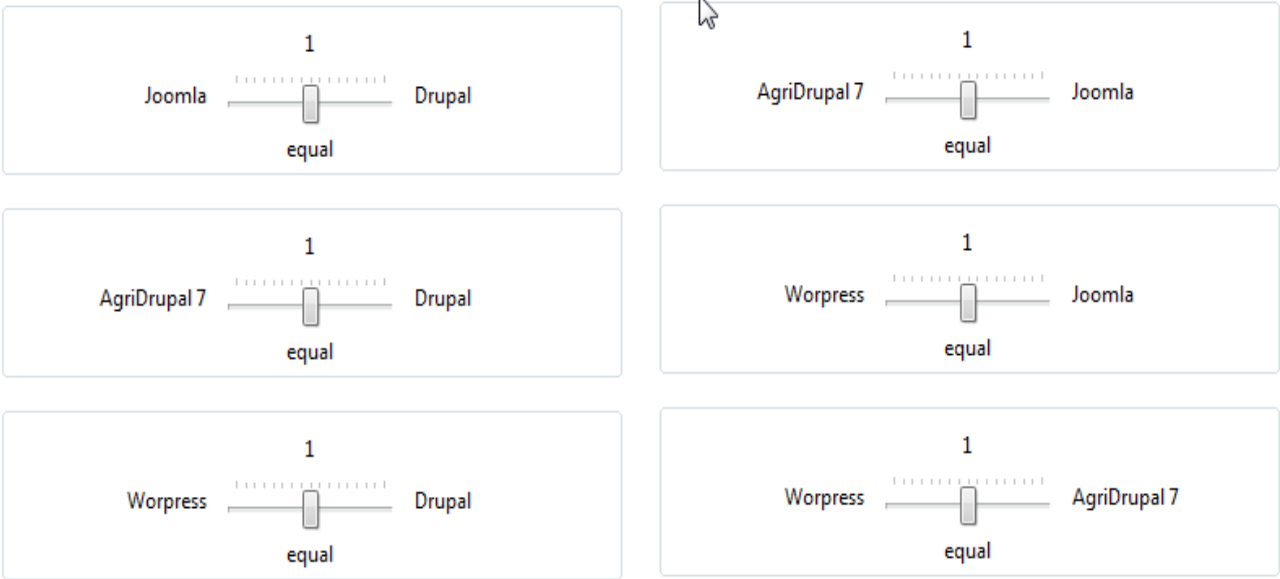 1
Joomla Drupal
equal
1
AgriDrupal 7 Joomla
equal
1
AgriDrupal 7 Drupal
equal
1
Worpress Joomla
equal
1
Worpress Drupal
equal
1
Worpress AgriDrupal 7
equal